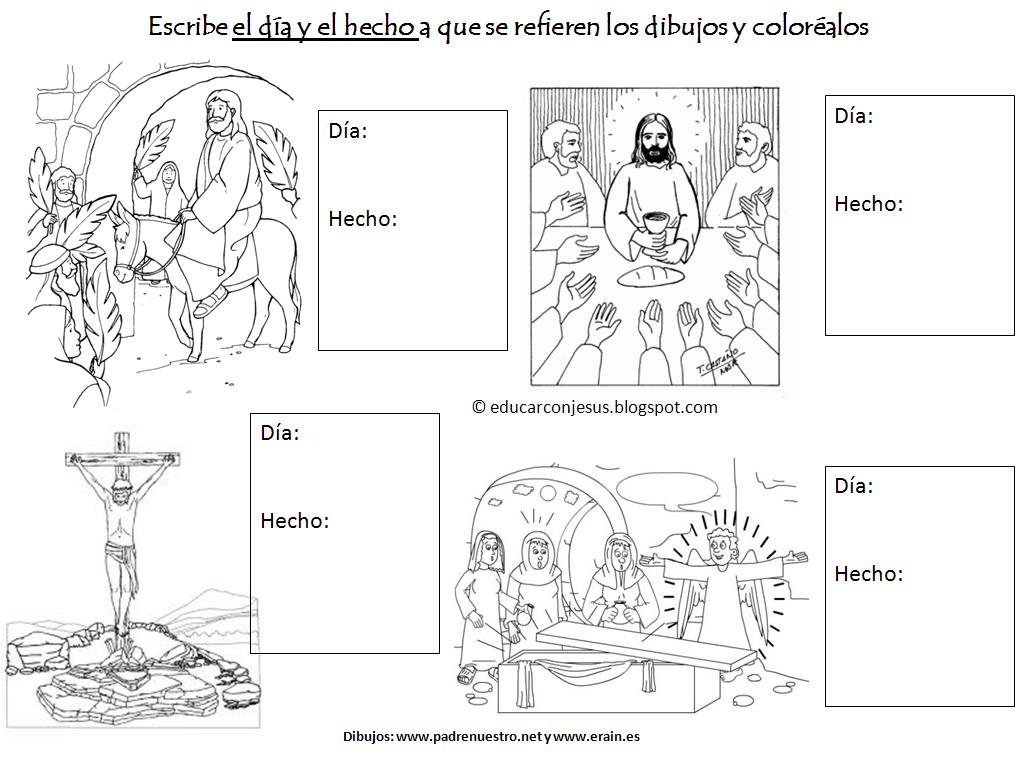 Escribe el día y el hecho a que se refieren los dibujos y coloréalos
Día:
Hecho:
Día:
Hecho:
T. CASTAÑO
© educarconjesus.blogspot.com
Día:
Hecho:
Día:
Hecho:
Dibujos: www.padrenuestro.net y www.erain.es